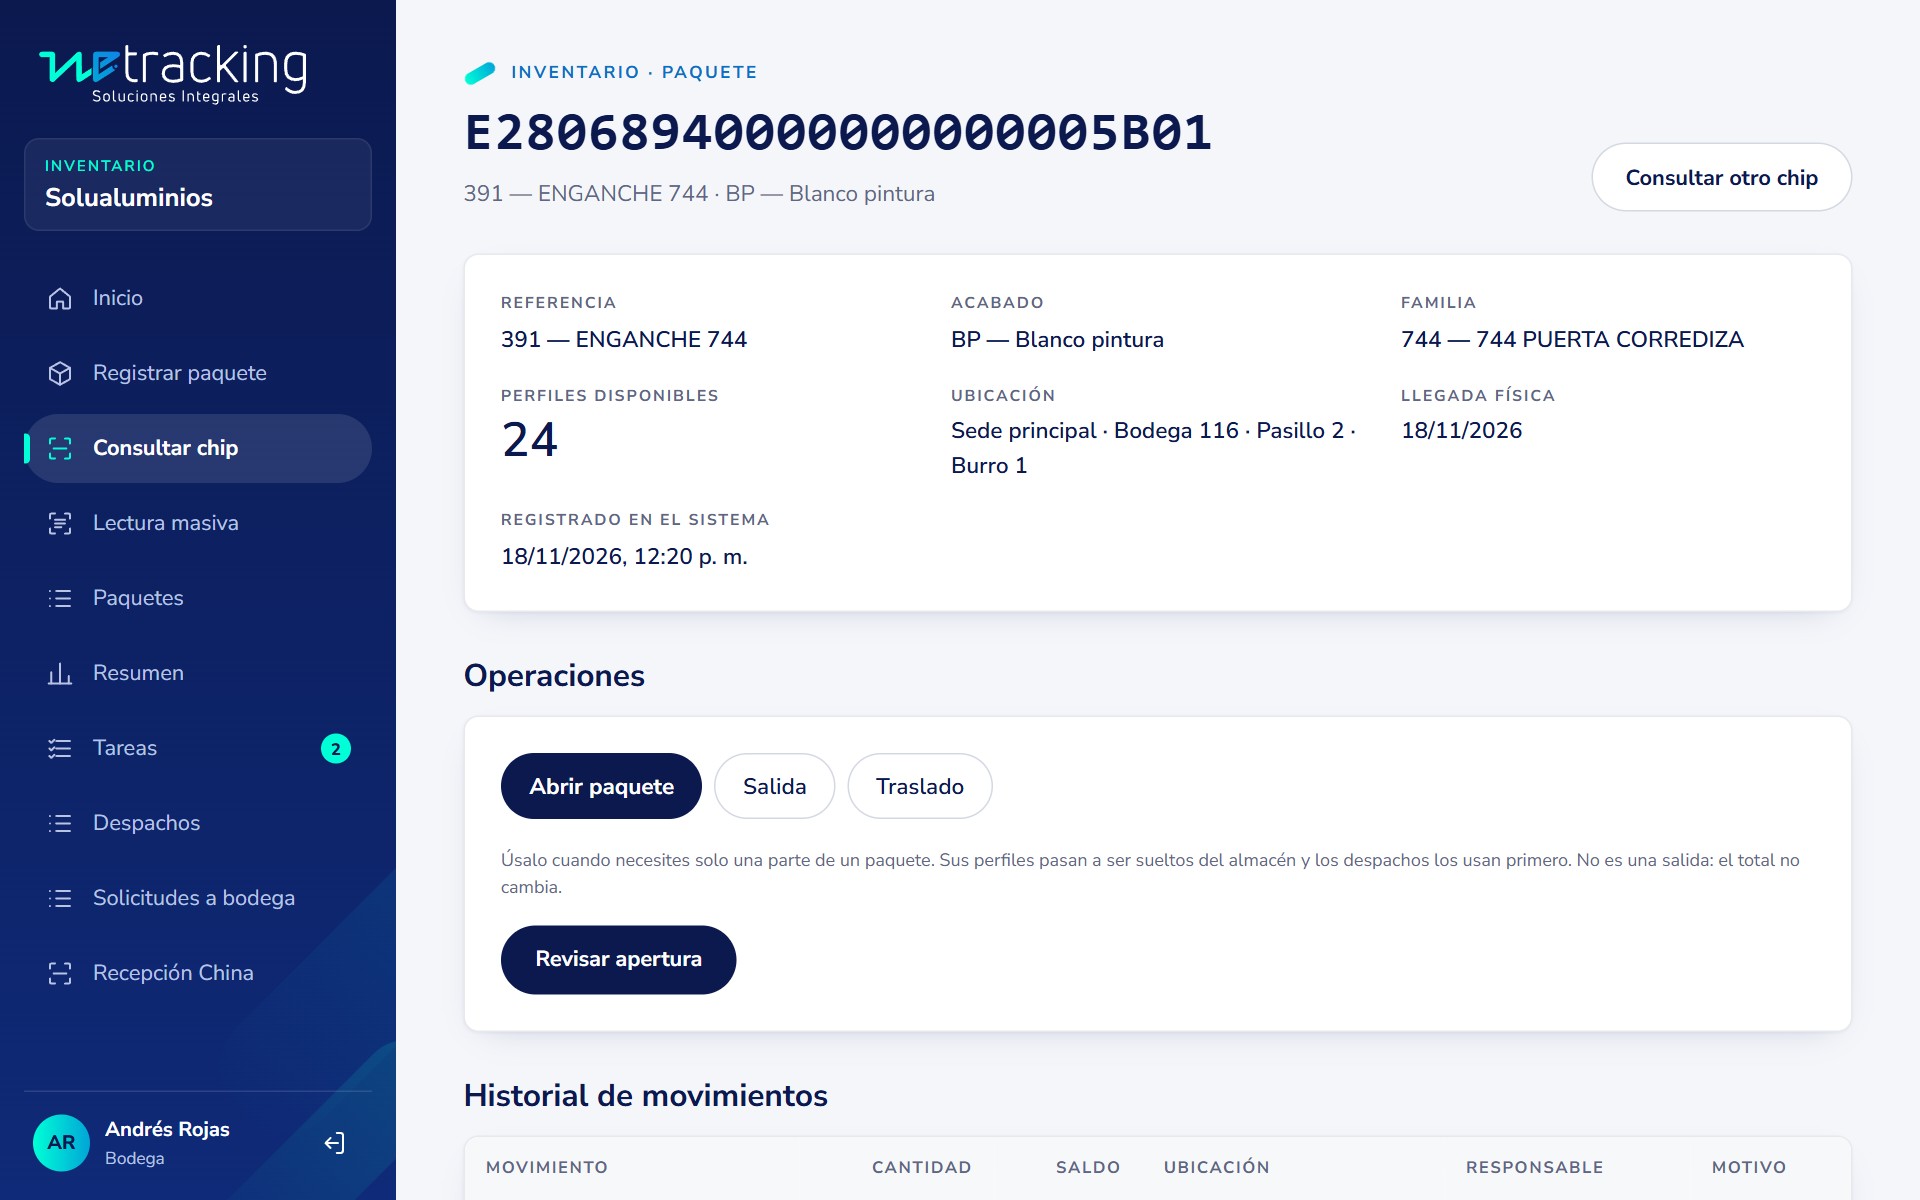 wetracking
Soluciones Integrales
INVENTARIO
Solualuminios
Inicio
Registrar paquete
Consultar chip
Lectura masiva
Paquetes
Resumen
Tareas
2
Despachos
Solicitudes a bodega
Recepción China
AR
Andrés Rojas
Bodega
INVENTARIO · PAQUETE
E28068940000000000005B01
391 — ENGANCHE 744 · BP — Blanco pintura
Consultar otro chip
REFERENCIA
391 — ENGANCHE 744
ACABADO
BP — Blanco pintura
FAMILIA
744 — 744 PUERTA CORREDIZA
PERFILES DISPONIBLES
24
UBICACIÓN
Sede principal · Bodega 116 · Pasillo 2 ·
Burro 1
LLEGADA FÍSICA
18/11/2026
REGISTRADO EN EL SISTEMA
18/11/2026, 12:20 p. m.
Operaciones
Abrir paquete
Salida
Traslado
Úsalo cuando necesites solo una parte de un paquete. Sus perfiles pasan a ser sueltos del almacén y los despachos los usan primero. No es una salida: el total no
cambia.
Revisar apertura
Historial de movimientos
MOVIMIENTO CANTIDAD SALDO UBICACIÓN RESPONSABLE MOTIVO